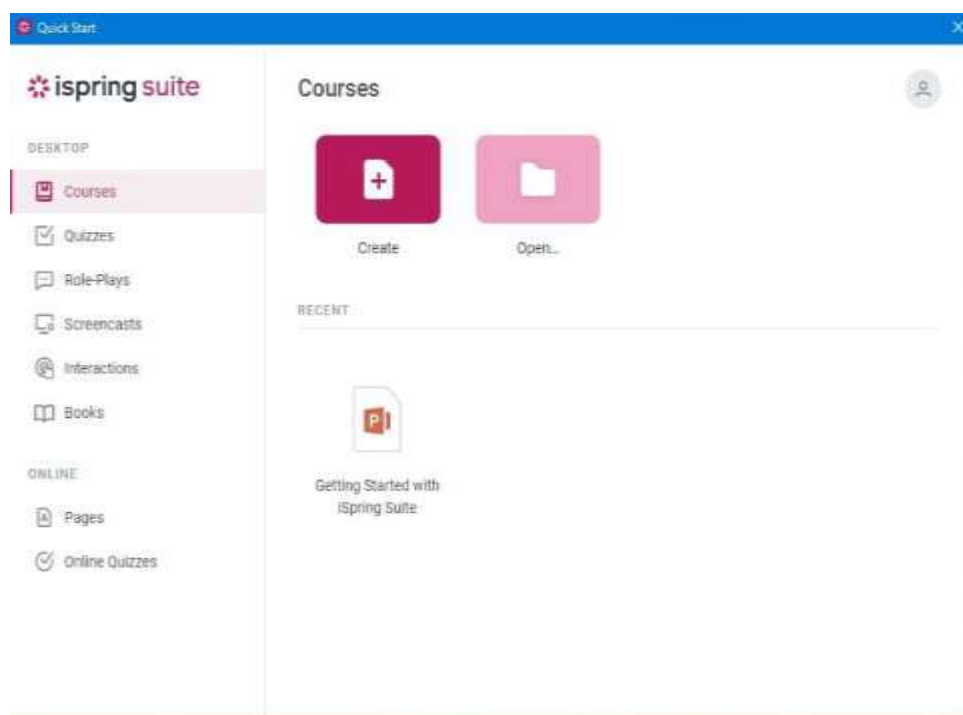 Quick Start
ispring suite
DESKTOP
Courses
Quizzes
Role-Plays
Screencasts
Interactions
Books
ONLINE
Pages
Online Quizzes
Courses
Create
Open...
RECENT
P
Getting Started with
iSpring Suite